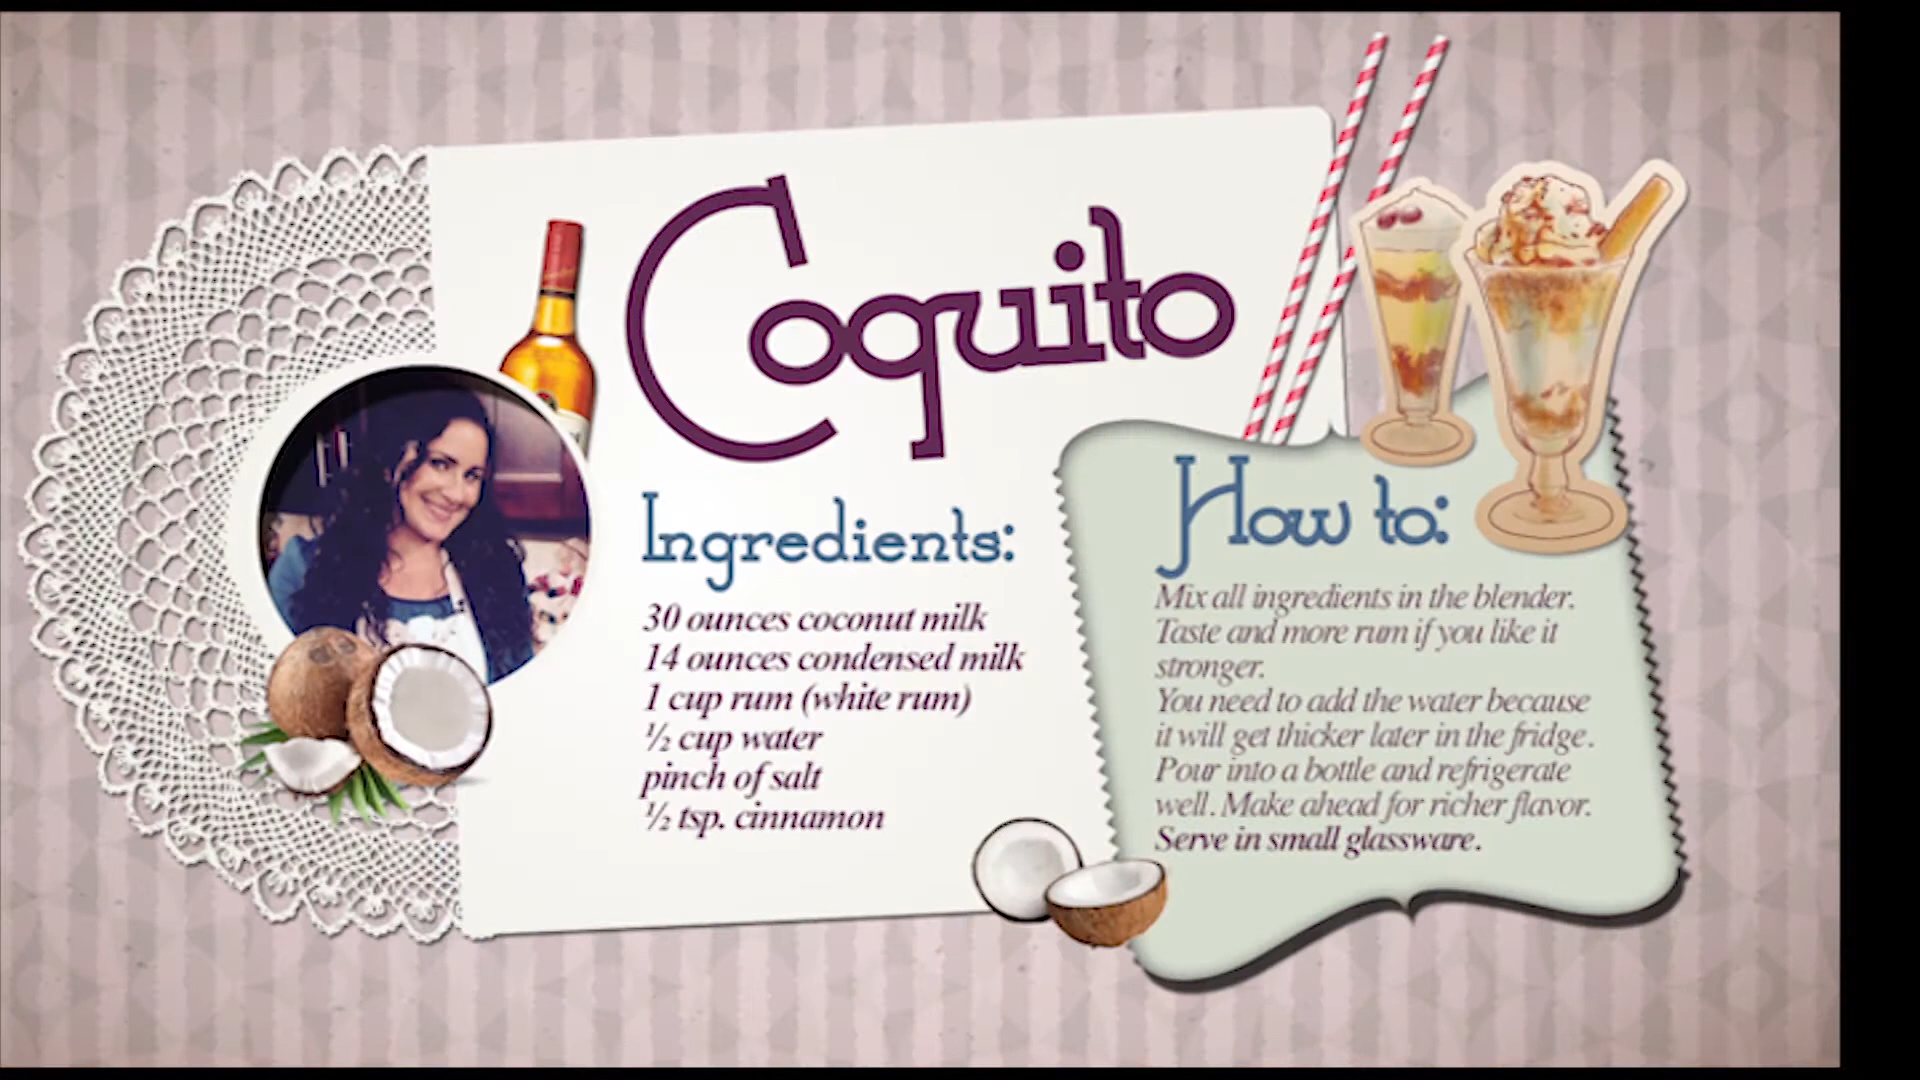 Coquito
Ingredients:
30 ounces coconut milk
14 ounces condensed milk
1 cup rum (white rum)
½ cup water
pinch of salt
½ tsp. cinnamon
How to:
Mix all ingredients in the blender.
Taste and more rum if you like it
stronger.
You need to add the water because
it will get thicker later in the fridge.
Pour into a bottle and refrigerate
well. Make ahead for richer flavor.
Serve in small glassware.